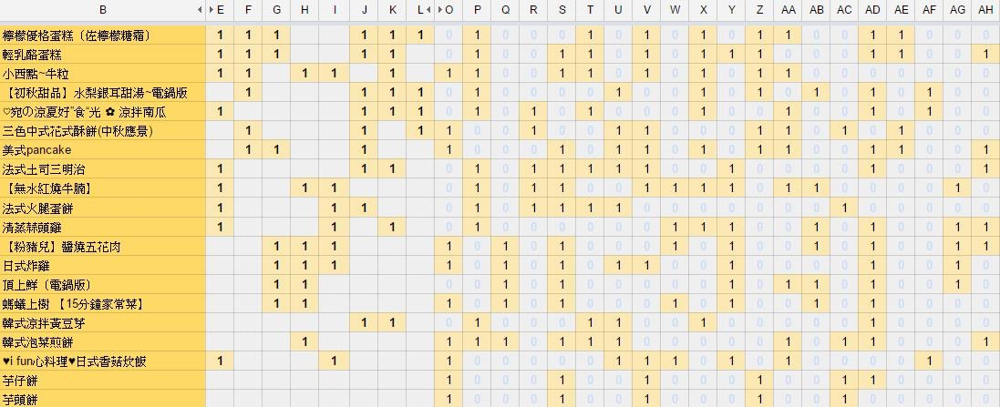 B E F G H I J K L O P Q R S T U V W X Y Z AA AB AC AD AE AF AG AH
檸檬優格蛋糕〔佐檸檬糖霜〕 1 1 1 1 1 1 0 1 0 0 0 1 0 1 0 1 0 1 1 0 0 1 1 0 0 0
輕乳酪蛋糕 1 1 1 1 1 0 1 0 0 1 1 0 1 0 1 1 1 0 0 0 1 1 0 0 1
小西點~牛粒 1 1 1 1 1 1 1 0 0 1 1 0 1 0 1 0 1 1 0 0 0 0 0 0 0
【初秋甜品】水梨銀耳甜湯~電鍋版 1 1 1 1 0 1 0 0 0 0 1 0 0 1 0 1 0 1 0 1 0 1 0 0
♡宛の涼夏好"食"光 ✿ 涼拌南瓜 1 1 1 1 0 1 0 1 0 1 0 0 0 1 0 1 1 0 0 1 0 1 0 0
三色中式花式酥餅(中秋應景) 1 1 1 1 0 0 1 0 0 1 1 0 0 0 1 1 0 1 0 1 0 0 0
美式pancake 1 1 1 1 0 0 0 1 0 1 1 0 1 0 1 1 0 0 1 1 0 0 1
法式土司三明治 1 1 1 0 1 0 1 1 1 1 1 0 0 1 0 0 0 0 1 0 0 0 1
【無水紅燒牛腩】 1 1 1 0 1 0 1 1 0 0 1 1 1 1 0 1 1 0 0 0 0 1 0
法式火腿蛋餅 1 1 1 0 1 0 1 1 1 1 0 0 0 0 0 0 0 1 0 0 0 0 0
清蒸蒜頭雞 1 1 1 0 1 0 0 0 0 0 0 1 1 1 0 0 1 0 1 0 0 1 1
【粉豬兒】醬燒五花肉 1 1 1 1 0 1 0 1 0 0 0 1 0 1 0 0 1 0 1 0 0 1 1
日式炸雞 1 1 1 1 0 1 0 1 0 1 1 0 0 1 0 0 0 0 1 0 0 1 0
頂上鮮〔電鍋版〕 1 1 0 0 1 0 1 0 0 0 0 0 1 0 1 1 0 1 0 0 1 0
螞蟻上樹 【15分鐘家常菜】 1 1 1 0 1 0 1 0 0 0 1 0 1 0 0 1 0 1 0 0 0 0
韓式涼拌黃豆芽 1 1 0 1 0 0 0 1 1 0 0 1 0 0 0 0 0 1 0 0 0 0
韓式泡菜煎餅 1 1 1 1 0 1 1 1 0 0 0 0 0 1 0 1 1 0 0 0 1
♥i fun心料理♥日式香菇炊飯 1 1 1 0 0 0 0 0 1 1 1 0 1 0 1 0 0 0 0 1 0 0
芋仔餅 1 0 0 0 1 0 0 1 0 0 0 1 0 0 1 1 0 0 0 0
芋頭餅 1 0 0 0 1 0 0 1 0 0 0 1 0 0 1 0 0 0 0 0